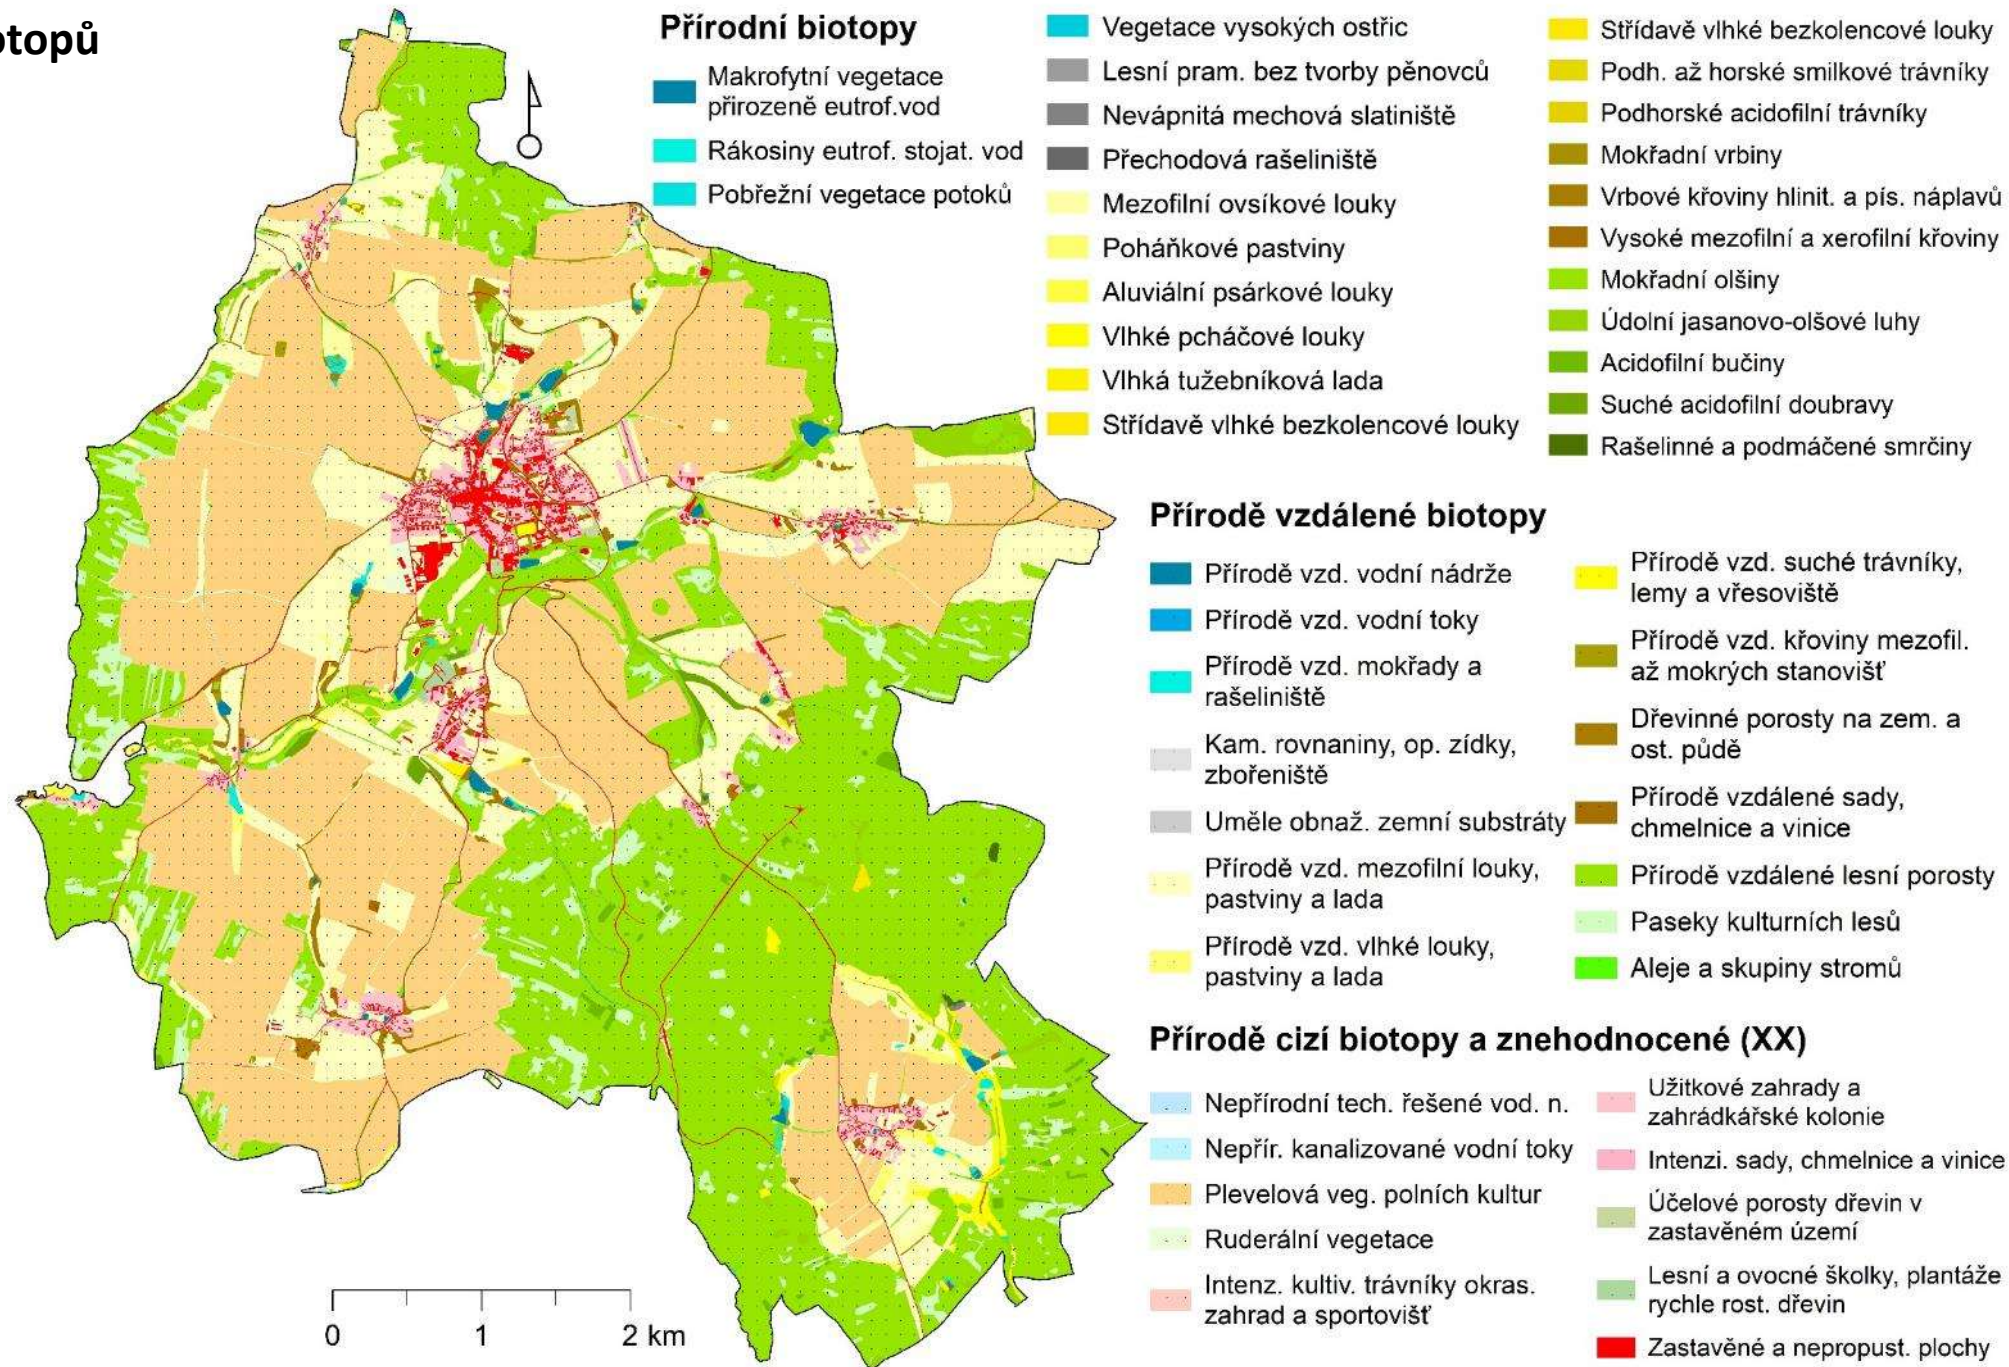 otopů
Přírodní biotopy
Makrofytní vegetace
přirozeně eutrof.vod
Rákosiny eutrof. stojat. vod
Pobřežní vegetace potoků
Vegetace vysokých ostřic
Lesní pram. bez tvorby pěnovců
Nevápnitá mechová slatiniště
Přechodová rašeliniště
Mezofilní ovsíkové louky
Poháňkové pastviny
Aluviální psárkové louky
Vlhké pcháčové louky
Vlhká tužebníková lada
Střídavě vlhké bezkolencové louky
Střídavě vlhké bezkolencové louky
Podh. až horské smilkové trávníky
Podhorské acidofilní trávníky
Mokřadní vrbiny
Vrbové křoviny hlinit. a pís. náplavů
Vysoké mezofilní a xerofilní křoviny
Mokřadní olšiny
Údolní jasanovo-olšové luhy
Acidofilní bučiny
Suché acidofilní doubravy
Rašelinné a podmáčené smrčiny
Přírodě vzdálené biotopy
Přírodě vzd. vodní nádrže
Přírodě vzd. vodní toky
Přírodě vzd. mokřady a
rašeliniště
Kam. rovnaniny, op. zídky,
zbořeniště
Uměle obnaž. zemní substráty
Přírodě vzd. mezofilní louky,
pastviny a lada
Přírodě vzd. vlhké louky,
pastviny a lada
Přírodě vzd. suché trávníky,
lemy a vřesoviště
Přírodě vzd. křoviny mezofil.
až mokrých stanovišť
Dřevinné porosty na zem. a
ost. půdě
Přírodě vzdálené sady,
chmelnice a vinice
Přírodě vzdálené lesní porosty
Paseky kulturních lesů
Aleje a skupiny stromů
Přírodě cizí biotopy a znehodnocené (XX)
Nepřírodní tech. řešené vod. n.
Nepřír. kanalizované vodní toky
Plevelová veg. polních kultur
Ruderální vegetace
Intenz. kultiv. trávníky okras.
zahrad a sportovišť
Užitkové zahrady a
zahrádkářské kolonie
Intenzi. sady, chmelnice a vinice
Účelové porosty dřevin v
zastavěném území
Lesní a ovocné školky, plantáže
rychle rost. dřevin
Zastavěné a nepropust. plochy
0 1 2 km